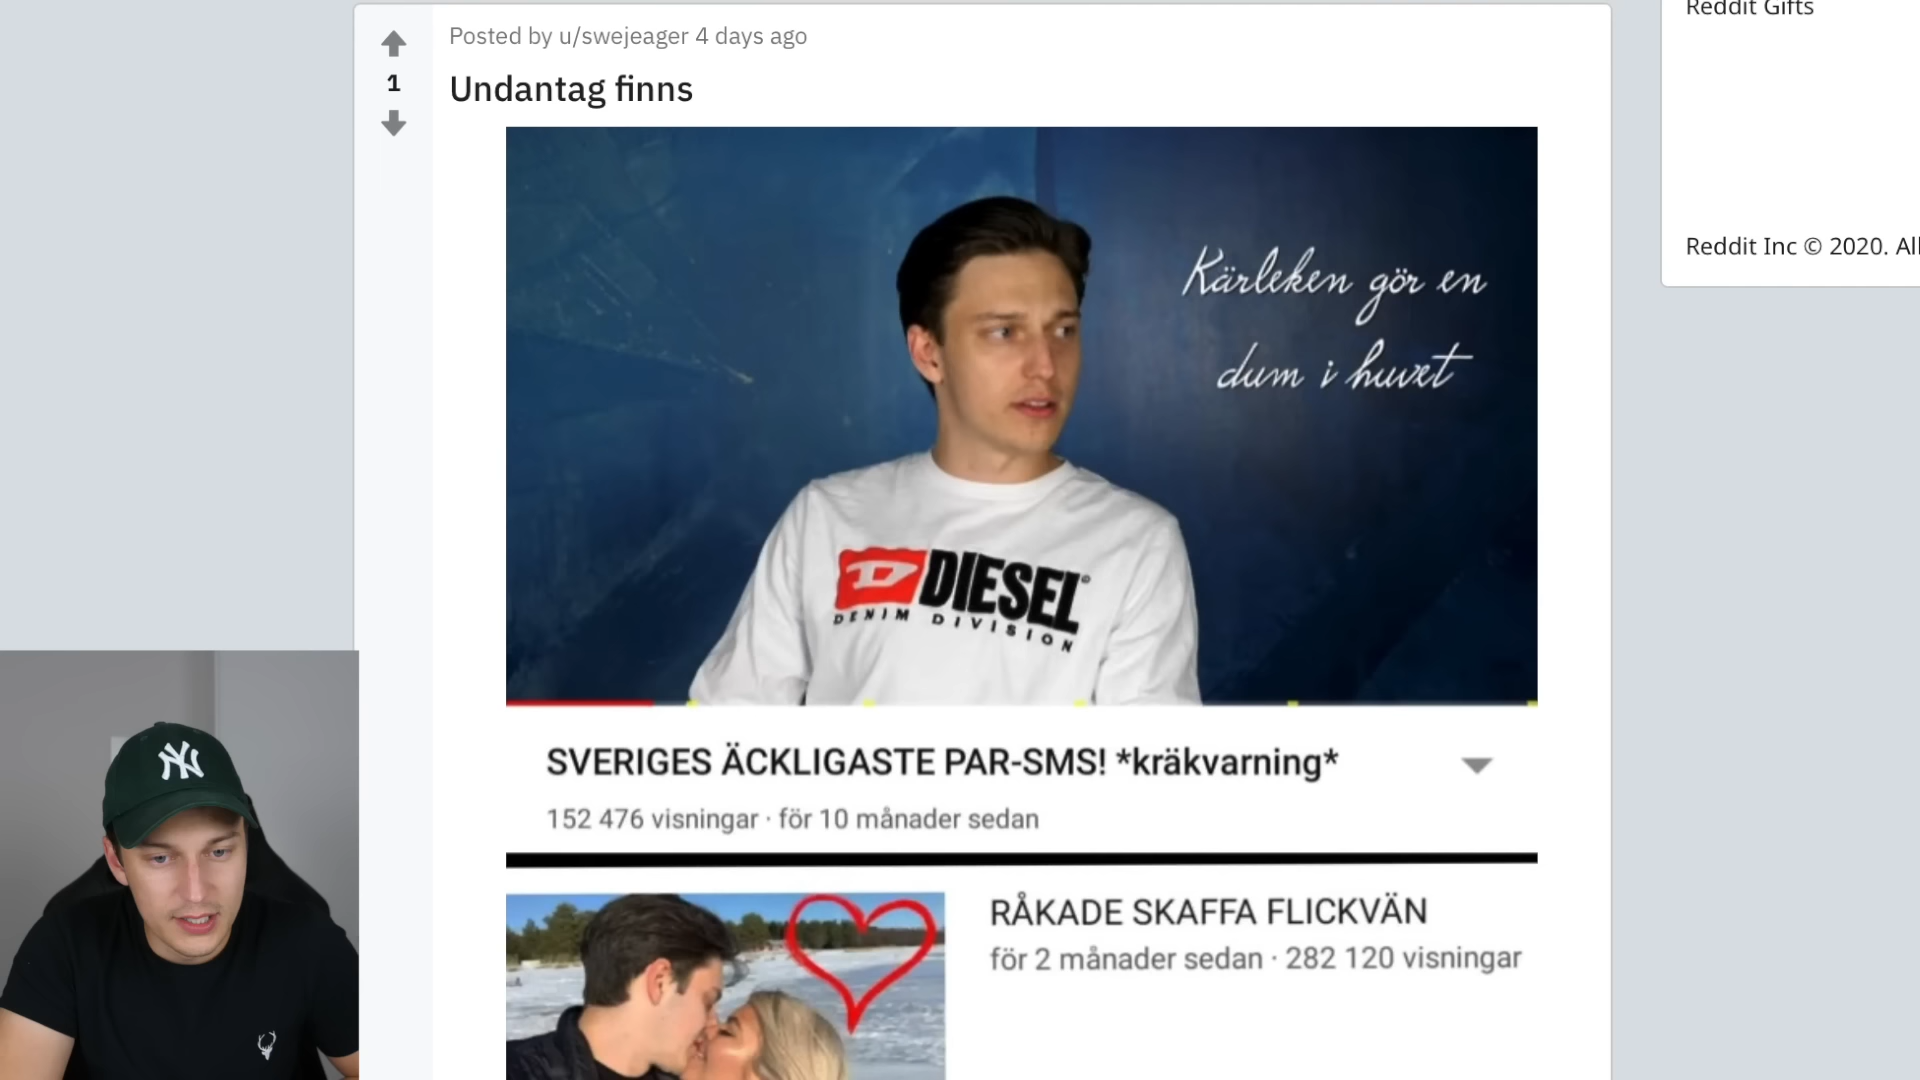 Reddit Gifts
Posted by u/swejeager 4 days ago
1
Undantag finns
Kärleken gör en
dum i huvet
Reddit Inc © 2020. All
D DIESEL
DENIM DIVISION
NY
SVERIGES ÄCKLIGASTE PAR-SMS! *kräkvarning*
152 476 visningar · för 10 månader sedan
RÅKADE SKAFFA FLICKVÄN
för 2 månader sedan · 282 120 visningar